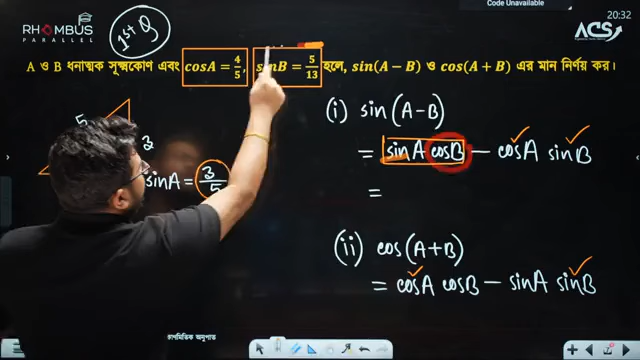 Code Unavailable
20:32
RHOMBUS
PARALLEL
1st Q
ACS
A ও B ধনাত্মক সূক্ষ্মকোণ এবং cosA = 4/5, sinB = 5/13 হলে, sin(A − B) ও cos(A + B) এর মান নির্ণয় কর।
5
3
sinA = 3/5
(i) sin(A−B)
= sinA cosB − cosA sinB
=
(ii) cos(A+B)
= cosA cosB − sinA sinB
অনুপাত